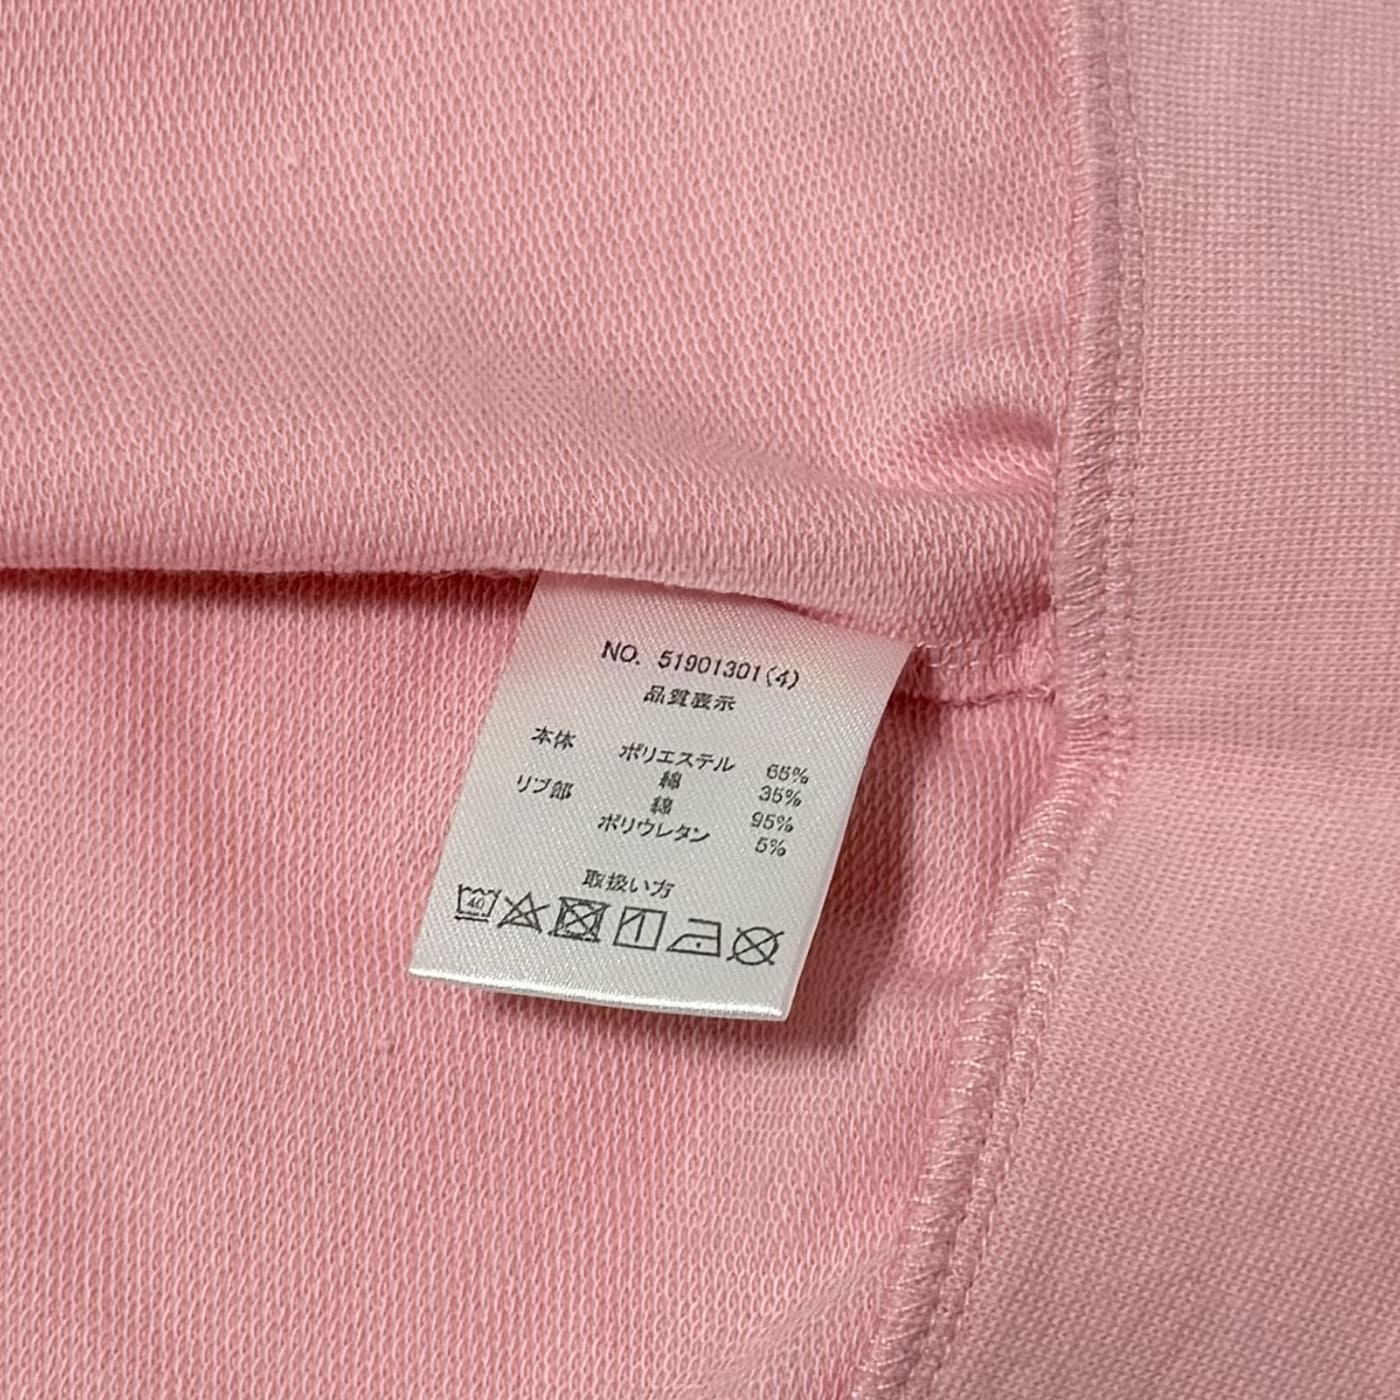 NO. 51901301(4)
品質表示
本体 ポリエステル 65%
綿 35%
リブ部 綿 95%
ポリウレタン 5%
取扱い方
40